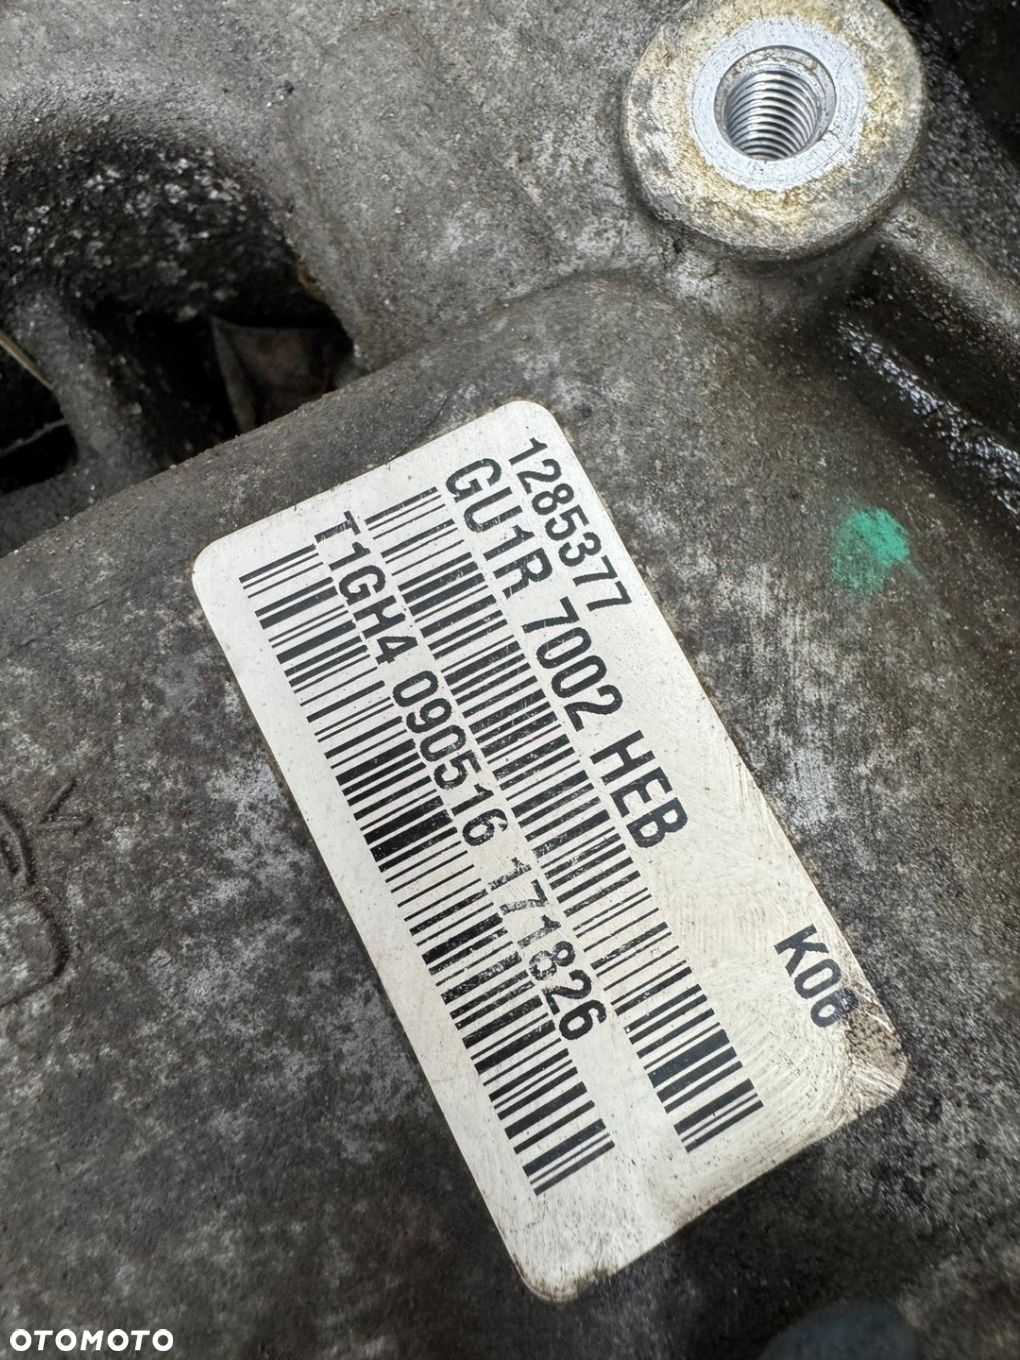 1285377
GU1R 7002 HEB
T1GH4 090516 171826
K08
OTOMOTO